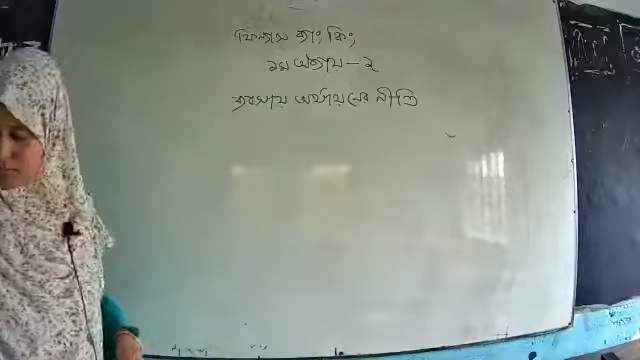 ফিন্যান্স ব্যাং কিং
১ম অধ্যায় – ২
ব্যবসায় অর্থায়নের নীতি